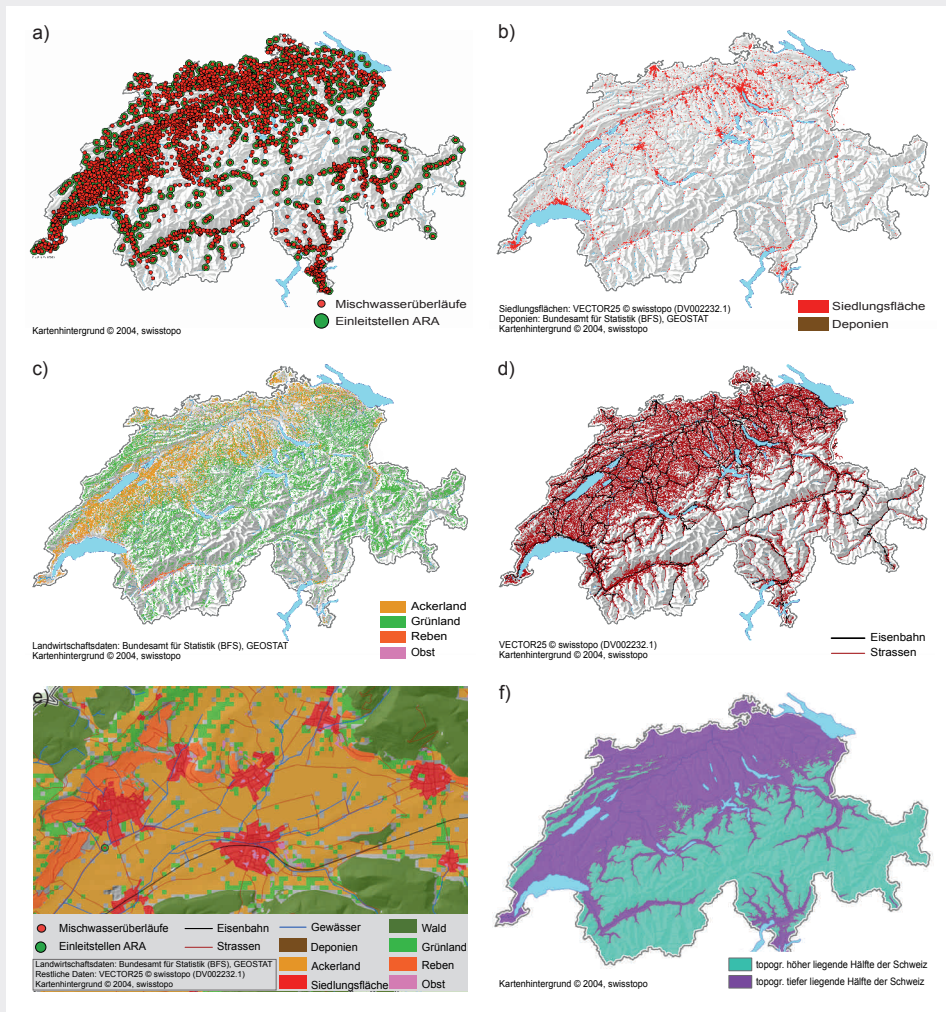 a)
Mischwasserüberläufe
Einleitstellen ARA
Kartenhintergrund © 2004, swisstopo
b)
Siedlungsflächen: VECTOR25 © swisstopo (DV002232.1)
Deponien: Bundesamt für Statistik (BFS), GEOSTAT
Kartenhintergrund © 2004, swisstopo
Siedlungsfläche
Deponien
c)
Ackerland
Grünland
Reben
Obst
Landwirtschaftsdaten: Bundesamt für Statistik (BFS), GEOSTAT
Kartenhintergrund © 2004, swisstopo
d)
VECTOR25 © swisstopo (DV002232.1)
Kartenhintergrund © 2004, swisstopo
Eisenbahn
Strassen
e)
Mischwasserüberläufe
Einleitstellen ARA
Eisenbahn
Strassen
Gewässer
Deponien
Ackerland
Siedlungsfläche
Wald
Grünland
Reben
Obst
Landwirtschaftsdaten: Bundesamt für Statistik (BFS), GEOSTAT
Restliche Daten: VECTOR25 © swisstopo (DV002232.1)
Kartenhintergrund © 2004, swisstopo
f)
topogr. höher liegende Hälfte der Schweiz
topogr. tiefer liegende Hälfte der Schweiz
Kartenhintergrund © 2004, swisstopo